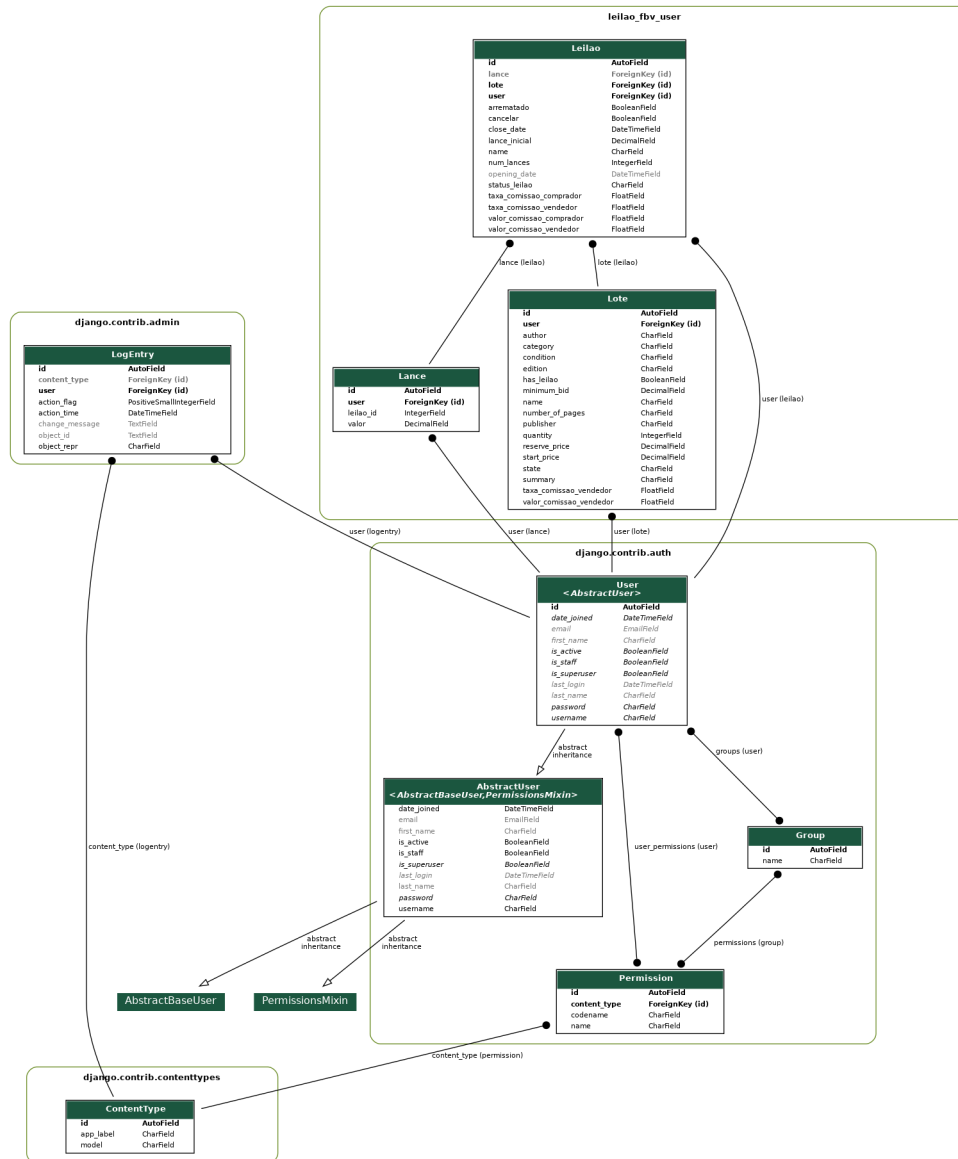 leilao_fbv_user
Leilao
id AutoField
lance ForeignKey (id)
lote ForeignKey (id)
user ForeignKey (id)
arrematado BooleanField
cancelar BooleanField
close_date DateTimeField
lance_inicial DecimalField
name CharField
num_lances IntegerField
opening_date DateTimeField
status_leilao CharField
taxa_comissao_comprador FloatField
taxa_comissao_vendedor FloatField
valor_comissao_comprador FloatField
valor_comissao_vendedor FloatField
lance (leilao)
lote (leilao)
user (leilao)
Lote
id AutoField
user ForeignKey (id)
author CharField
category CharField
condition CharField
edition CharField
has_leilao BooleanField
minimum_bid DecimalField
name CharField
number_of_pages CharField
publisher CharField
quantity IntegerField
reserve_price DecimalField
start_price DecimalField
state CharField
summary CharField
taxa_comissao_vendedor FloatField
valor_comissao_vendedor FloatField
Lance
id AutoField
user ForeignKey (id)
leilao_id IntegerField
valor DecimalField
django.contrib.admin
LogEntry
id AutoField
content_type ForeignKey (id)
user ForeignKey (id)
action_flag PositiveSmallIntegerField
action_time DateTimeField
change_message TextField
object_id TextField
object_repr CharField
user (logentry)
user (lance)
user (lote)
django.contrib.auth
User
<AbstractUser>
id AutoField
date_joined DateTimeField
email EmailField
first_name CharField
is_active BooleanField
is_staff BooleanField
is_superuser BooleanField
last_login DateTimeField
last_name CharField
password CharField
username CharField
abstract
inheritance
groups (user)
AbstractUser
<AbstractBaseUser,PermissionsMixin>
date_joined DateTimeField
email EmailField
first_name CharField
is_active BooleanField
is_staff BooleanField
is_superuser BooleanField
last_login DateTimeField
last_name CharField
password CharField
username CharField
content_type (logentry)
user_permissions (user)
Group
id AutoField
name CharField
abstract
inheritance
abstract
inheritance
permissions (group)
AbstractBaseUser
PermissionsMixin
Permission
id AutoField
content_type ForeignKey (id)
codename CharField
name CharField
content_type (permission)
django.contrib.contenttypes
ContentType
id AutoField
app_label CharField
model CharField